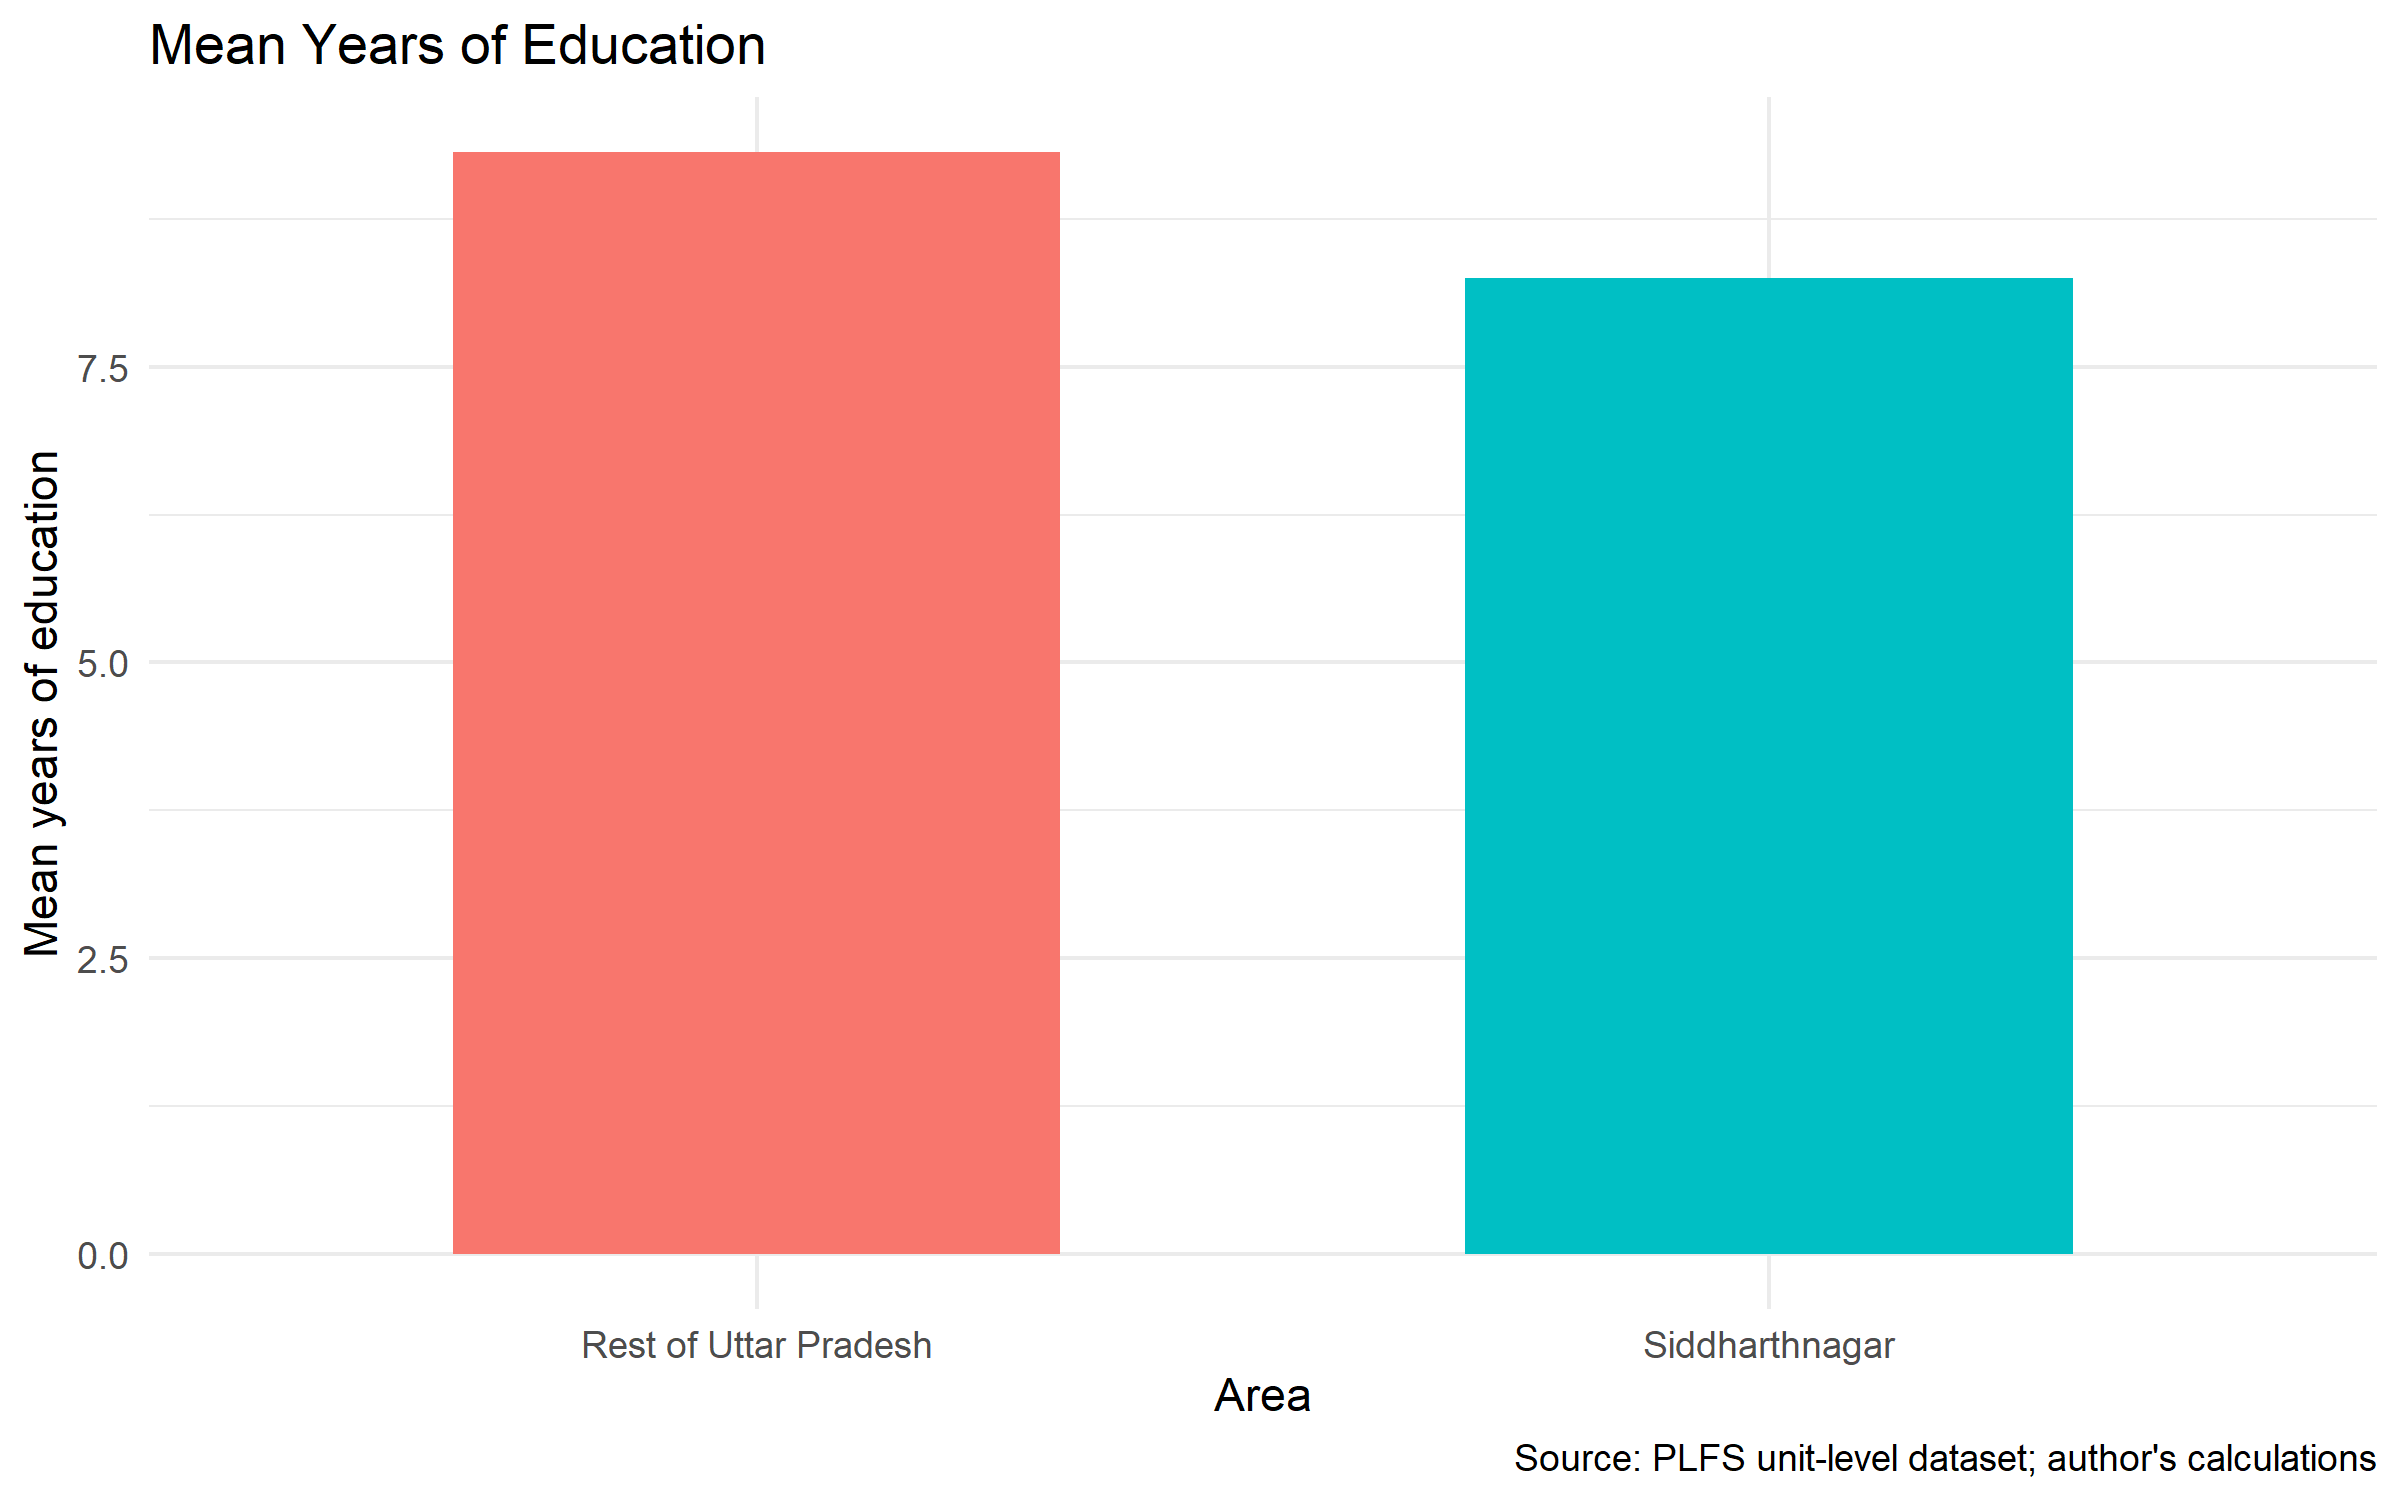 Mean Years of Education
Mean years of education
7.5
5.0
2.5
0.0
Rest of Uttar Pradesh
Siddharthnagar
Area
Source: PLFS unit-level dataset; author's calculations